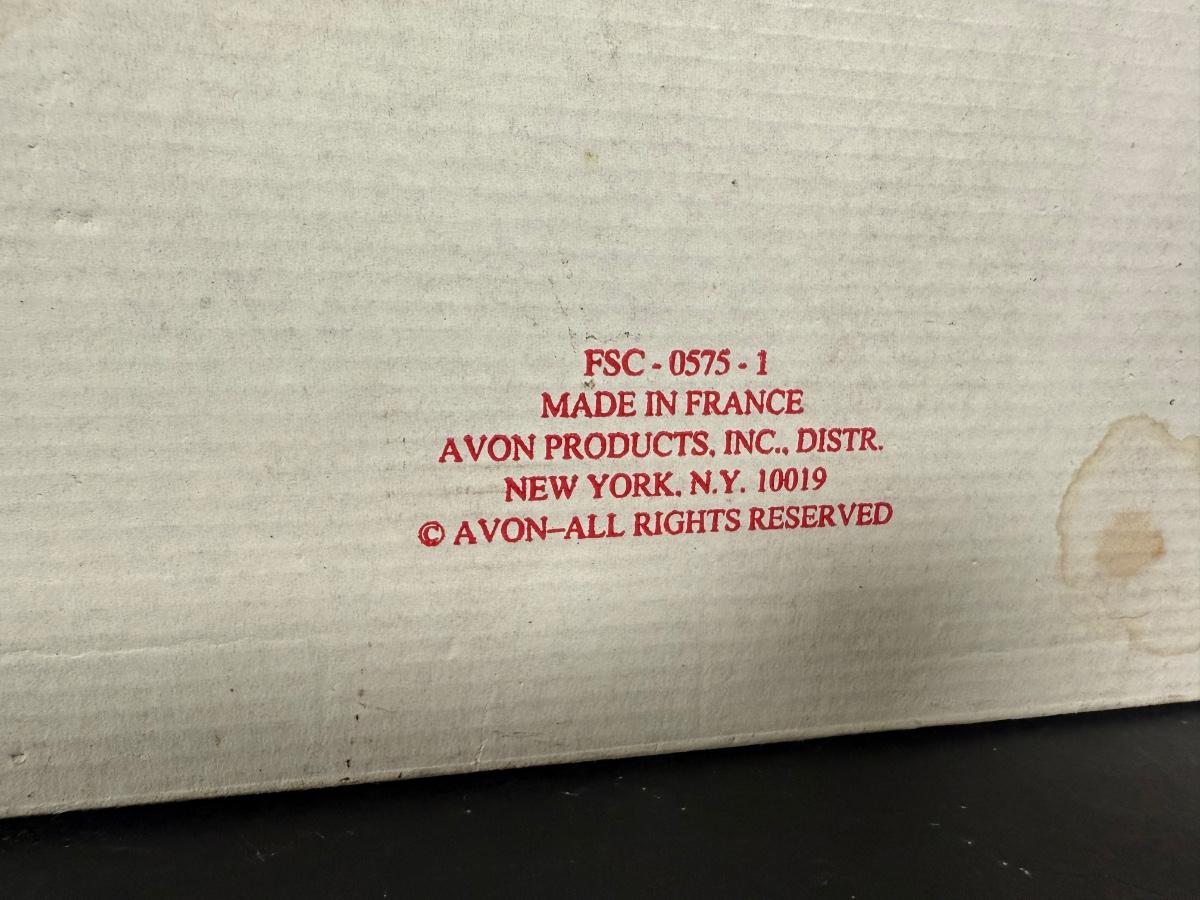 FSC - 0575 - 1
MADE IN FRANCE
AVON PRODUCTS, INC., DISTR.
NEW YORK, N.Y. 10019
© AVON–ALL RIGHTS RESERVED